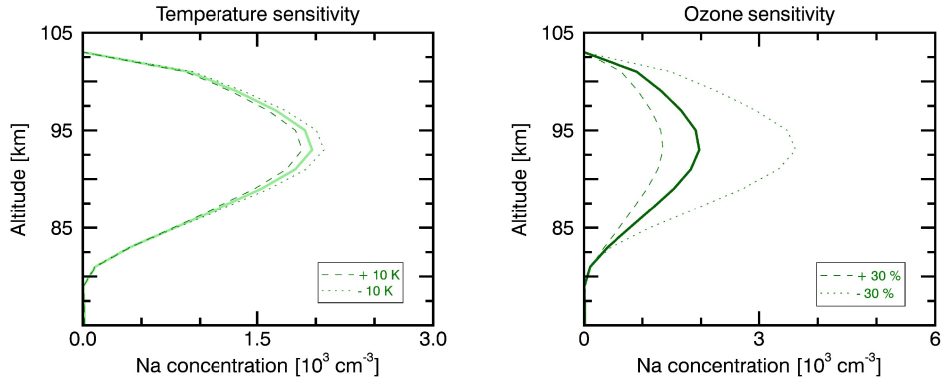 Temperature sensitivity
105
95
85
Altitude [km]
+ 10 K
- 10 K
0.0 1.5 3.0
Na concentration [10³ cm⁻³]
Ozone sensitivity
105
95
85
Altitude [km]
+ 30 %
- 30 %
0 3 6
Na concentration [10³ cm⁻³]